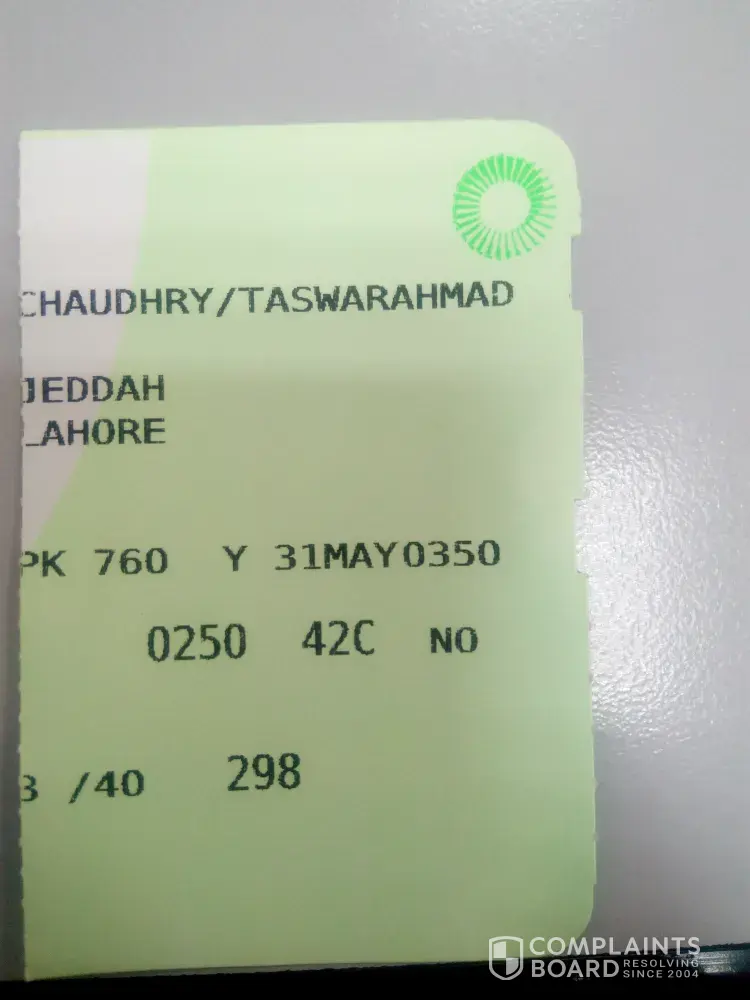 CHAUDHRY/TASWARAHMAD
JEDDAH
LAHORE
PK 760 Y 31MAY0350
0250 42C NO
3 /40 298
COMPLAINTS
BOARD RESOLVING
SINCE 2004